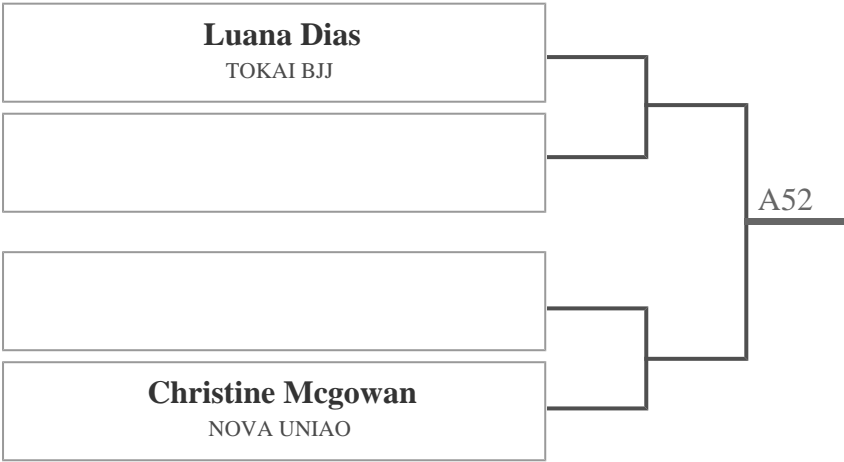 Luana Dias
TOKAI BJJ
A52
Christine Mcgowan
NOVA UNIAO